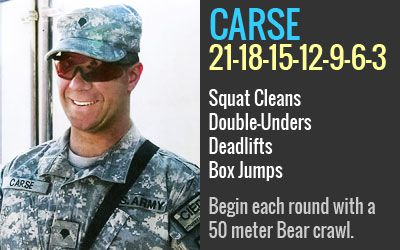 CARSE
21-18-15-12-9-6-3
Squat Cleans
Double-Unders
Deadlifts
Box Jumps
Begin each round with a
50 meter Bear crawl.
CARSE
U.S. ARMY